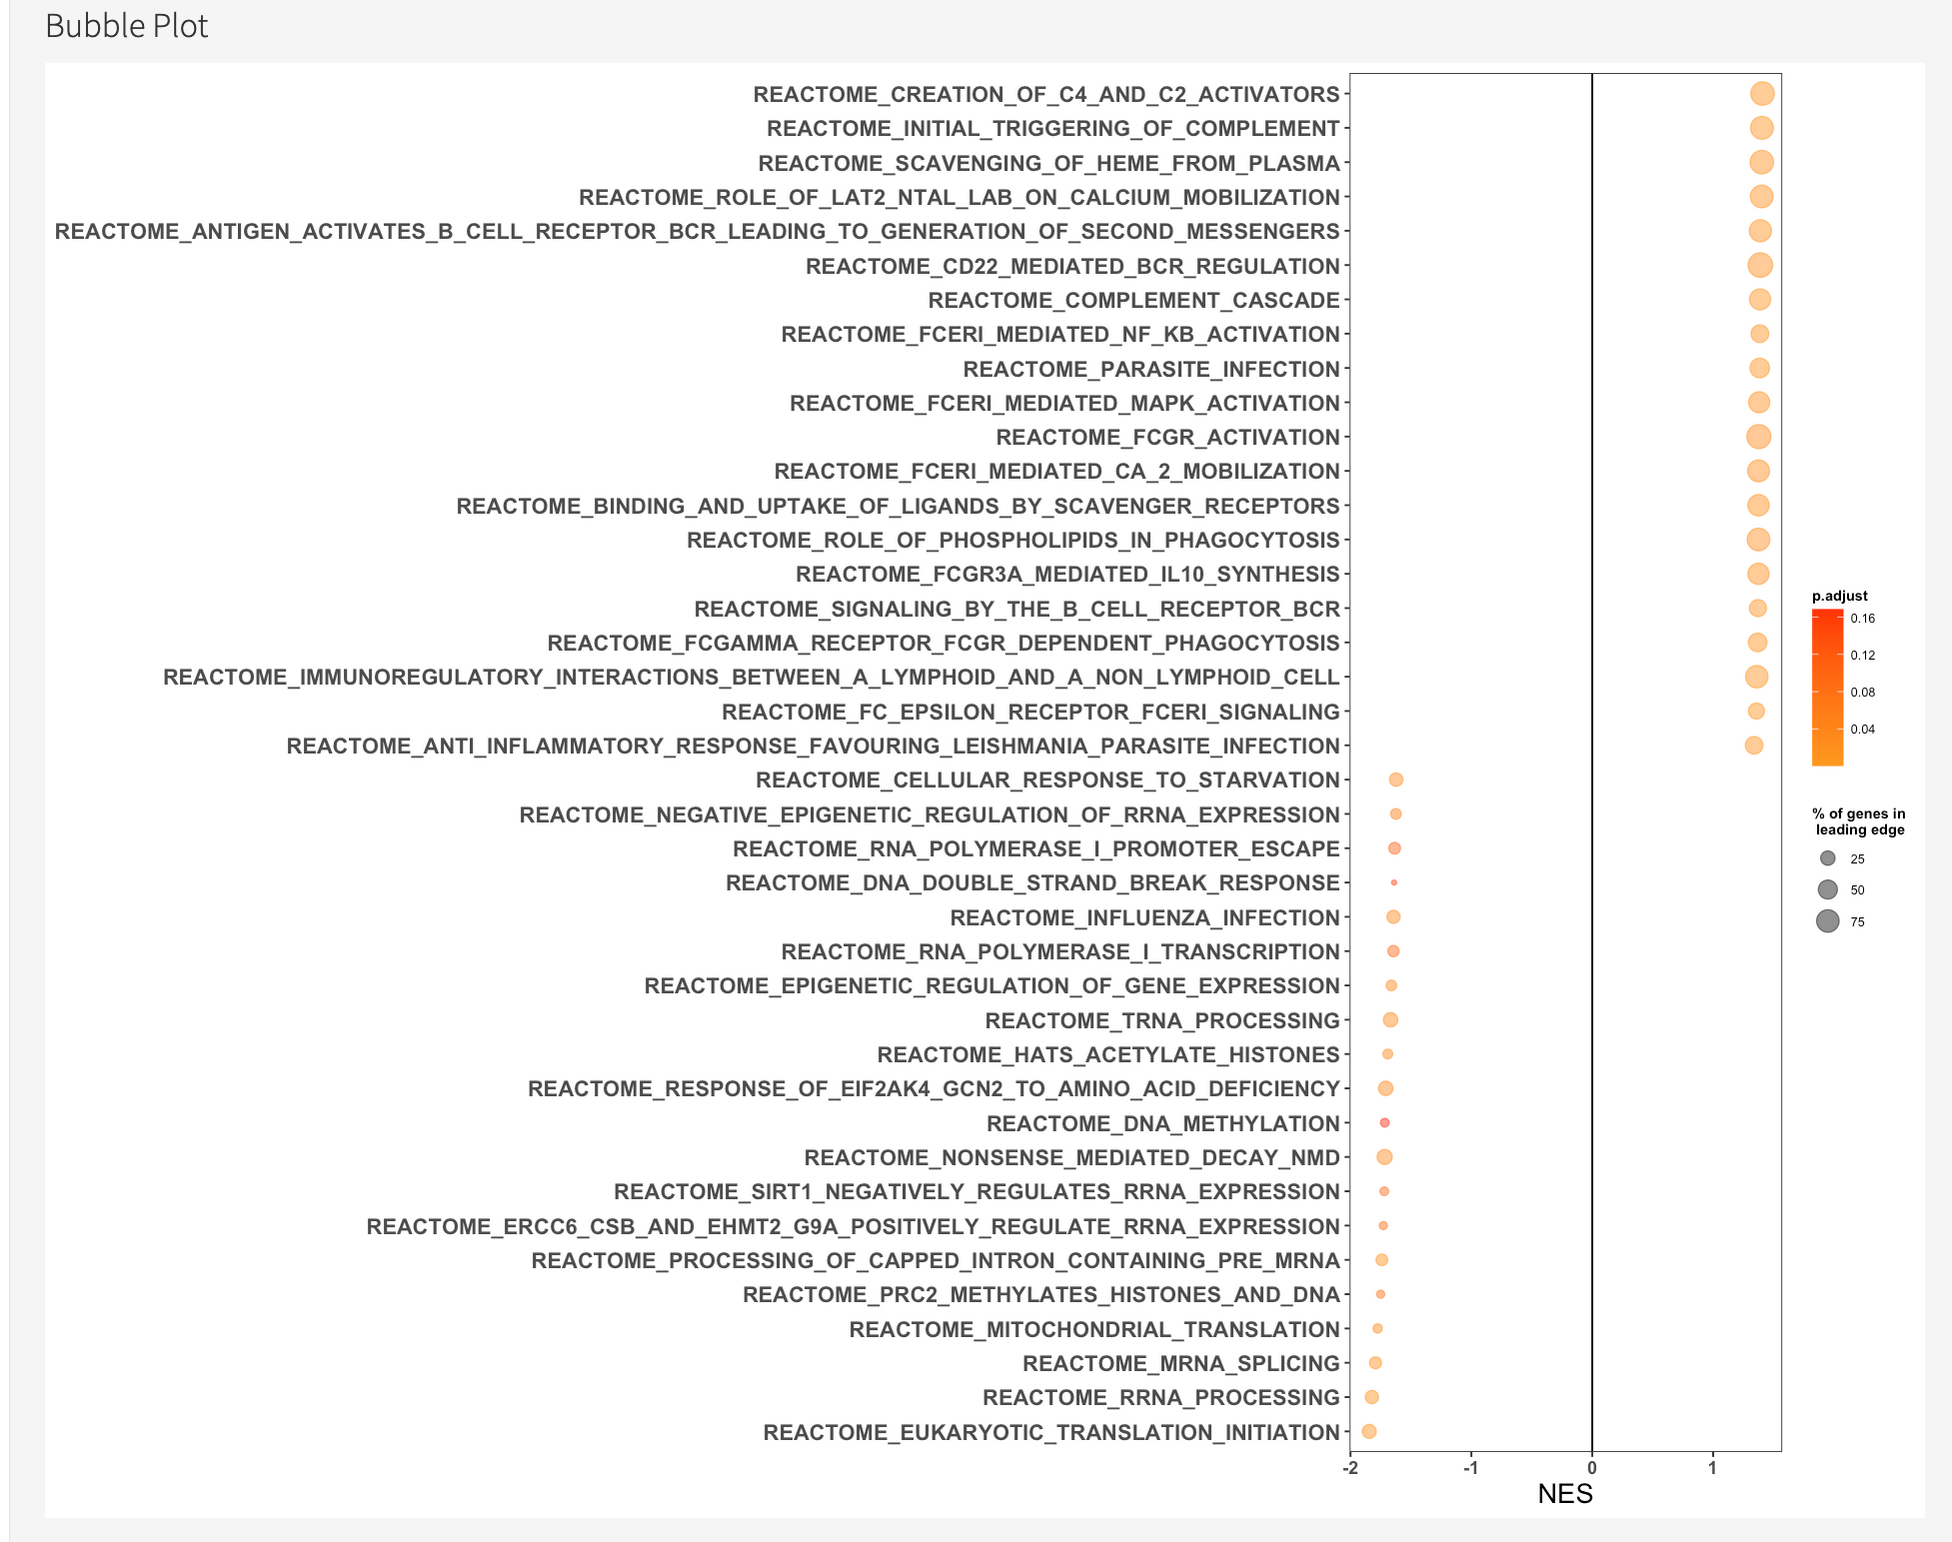 Bubble Plot
REACTOME_CREATION_OF_C4_AND_C2_ACTIVATORS
REACTOME_INITIAL_TRIGGERING_OF_COMPLEMENT
REACTOME_SCAVENGING_OF_HEME_FROM_PLASMA
REACTOME_ROLE_OF_LAT2_NTAL_LAB_ON_CALCIUM_MOBILIZATION
REACTOME_ANTIGEN_ACTIVATES_B_CELL_RECEPTOR_BCR_LEADING_TO_GENERATION_OF_SECOND_MESSENGERS
REACTOME_CD22_MEDIATED_BCR_REGULATION
REACTOME_COMPLEMENT_CASCADE
REACTOME_FCERI_MEDIATED_NF_KB_ACTIVATION
REACTOME_PARASITE_INFECTION
REACTOME_FCERI_MEDIATED_MAPK_ACTIVATION
REACTOME_FCGR_ACTIVATION
REACTOME_FCERI_MEDIATED_CA_2_MOBILIZATION
REACTOME_BINDING_AND_UPTAKE_OF_LIGANDS_BY_SCAVENGER_RECEPTORS
REACTOME_ROLE_OF_PHOSPHOLIPIDS_IN_PHAGOCYTOSIS
REACTOME_FCGR3A_MEDIATED_IL10_SYNTHESIS
REACTOME_SIGNALING_BY_THE_B_CELL_RECEPTOR_BCR
REACTOME_FCGAMMA_RECEPTOR_FCGR_DEPENDENT_PHAGOCYTOSIS
REACTOME_IMMUNOREGULATORY_INTERACTIONS_BETWEEN_A_LYMPHOID_AND_A_NON_LYMPHOID_CELL
REACTOME_FC_EPSILON_RECEPTOR_FCERI_SIGNALING
REACTOME_ANTI_INFLAMMATORY_RESPONSE_FAVOURING_LEISHMANIA_PARASITE_INFECTION
REACTOME_CELLULAR_RESPONSE_TO_STARVATION
REACTOME_NEGATIVE_EPIGENETIC_REGULATION_OF_RRNA_EXPRESSION
REACTOME_RNA_POLYMERASE_I_PROMOTER_ESCAPE
REACTOME_DNA_DOUBLE_STRAND_BREAK_RESPONSE
REACTOME_INFLUENZA_INFECTION
REACTOME_RNA_POLYMERASE_I_TRANSCRIPTION
REACTOME_EPIGENETIC_REGULATION_OF_GENE_EXPRESSION
REACTOME_TRNA_PROCESSING
REACTOME_HATS_ACETYLATE_HISTONES
REACTOME_RESPONSE_OF_EIF2AK4_GCN2_TO_AMINO_ACID_DEFICIENCY
REACTOME_DNA_METHYLATION
REACTOME_NONSENSE_MEDIATED_DECAY_NMD
REACTOME_SIRT1_NEGATIVELY_REGULATES_RRNA_EXPRESSION
REACTOME_ERCC6_CSB_AND_EHMT2_G9A_POSITIVELY_REGULATE_RRNA_EXPRESSION
REACTOME_PROCESSING_OF_CAPPED_INTRON_CONTAINING_PRE_MRNA
REACTOME_PRC2_METHYLATES_HISTONES_AND_DNA
REACTOME_MITOCHONDRIAL_TRANSLATION
REACTOME_MRNA_SPLICING
REACTOME_RRNA_PROCESSING
REACTOME_EUKARYOTIC_TRANSLATION_INITIATION
-2 -1 0 1
NES
p.adjust
0.16
0.12
0.08
0.04
% of genes in
leading edge
25
50
75